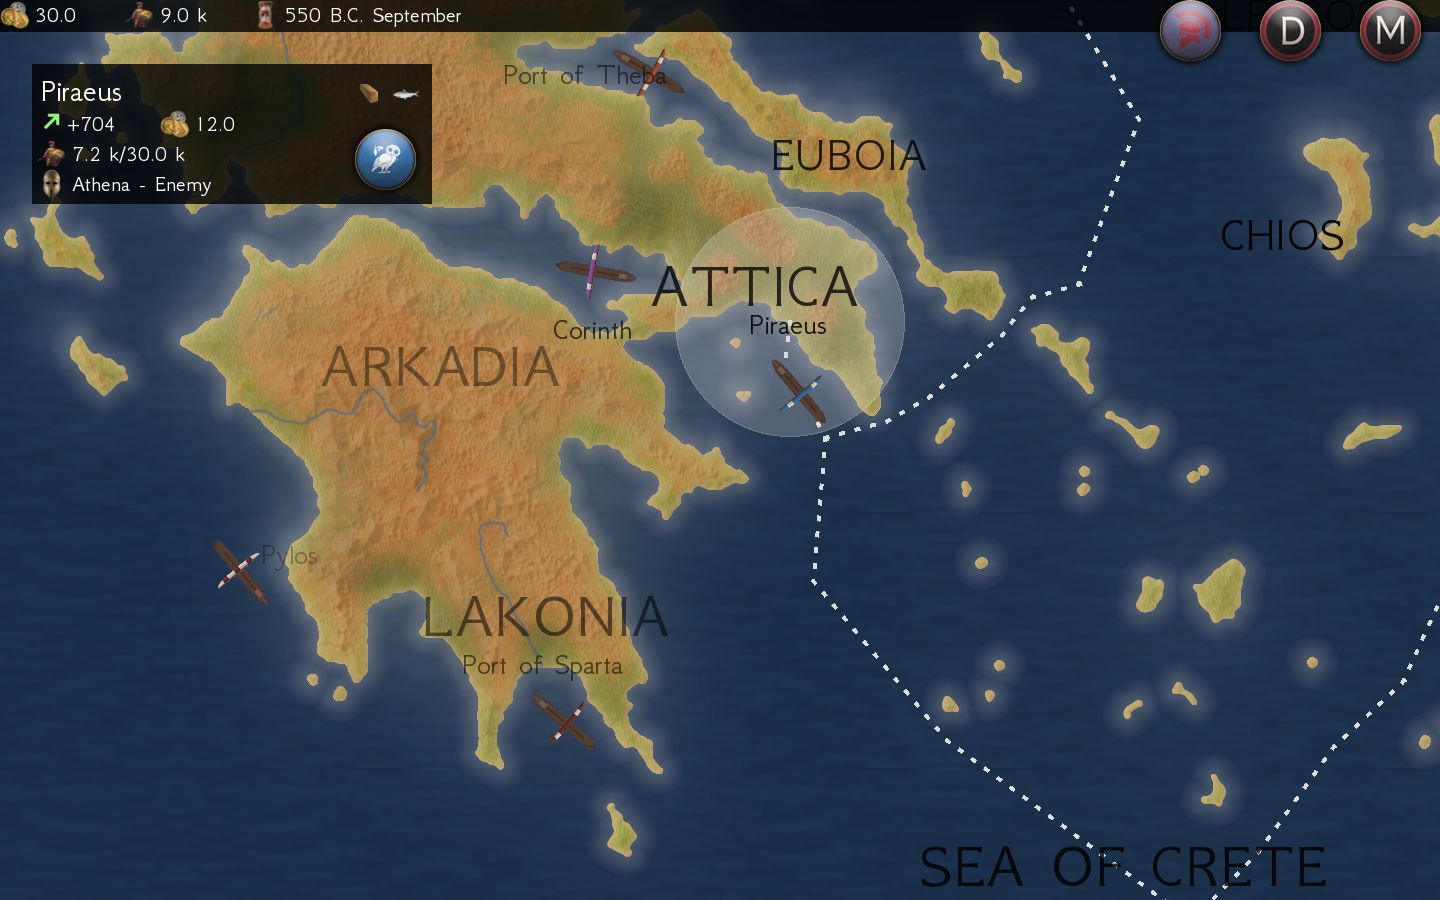 30.0 9.0 k 550 B.C. September
D M
Piraeus
+704 12.0
7.2 k/30.0 k
Athena - Enemy
Port of Theba
EUBOIA
CHIOS
ATTICA
Piraeus
Corinth
ARKADIA
Pylos
LAKONIA
Port of Sparta
SEA OF CRETE